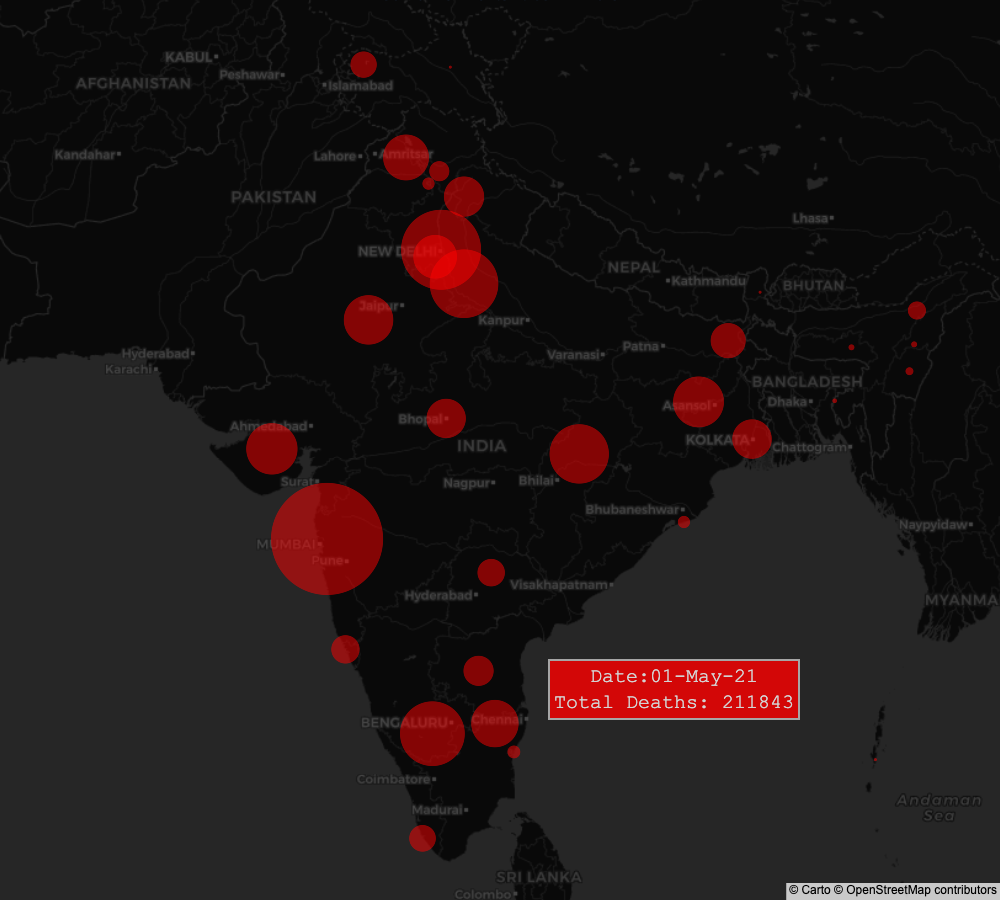 KABUL
Peshawar
AFGHANISTAN
Islamabad
Kandahar
Lahore
Amritsar
PAKISTAN
Lhasa
NEW DELHI
NEPAL
Kathmandu
BHUTAN
Jaipur
Kanpur
Hyderabad
Varanasi
Patna
Karachi
BANGLADESH
Asansol
Dhaka
Ahmedabad
Bhopal
INDIA
KOLKATA
Chattogram
Surat
Nagpur
Bhilai
Bhubaneshwar
Naypyidaw
MUMBAI
Pune
Hyderabad
Visakhapatnam
MYANMA
Date:01-May-21
Total Deaths: 211843
BENGALURU
Chennai
Coimbatore
Madurai
Andaman
Sea
SRI LANKA
Colombo
© Carto © OpenStreetMap contributors